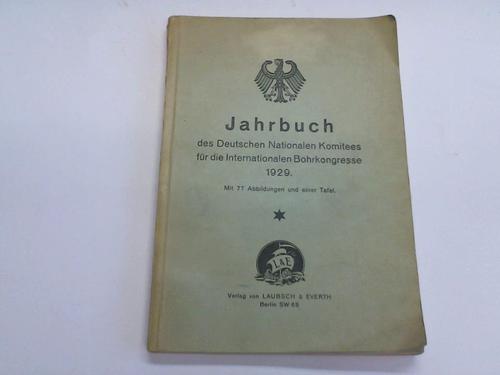 Jahrbuch
des Deutschen Nationalen Komitees
für die Internationalen Bohrkongresse
1929.
Mit 77 Abbildungen und einer Tafel.
L&E
Verlag von LAUBSCH & EVERTH
Berlin SW 68